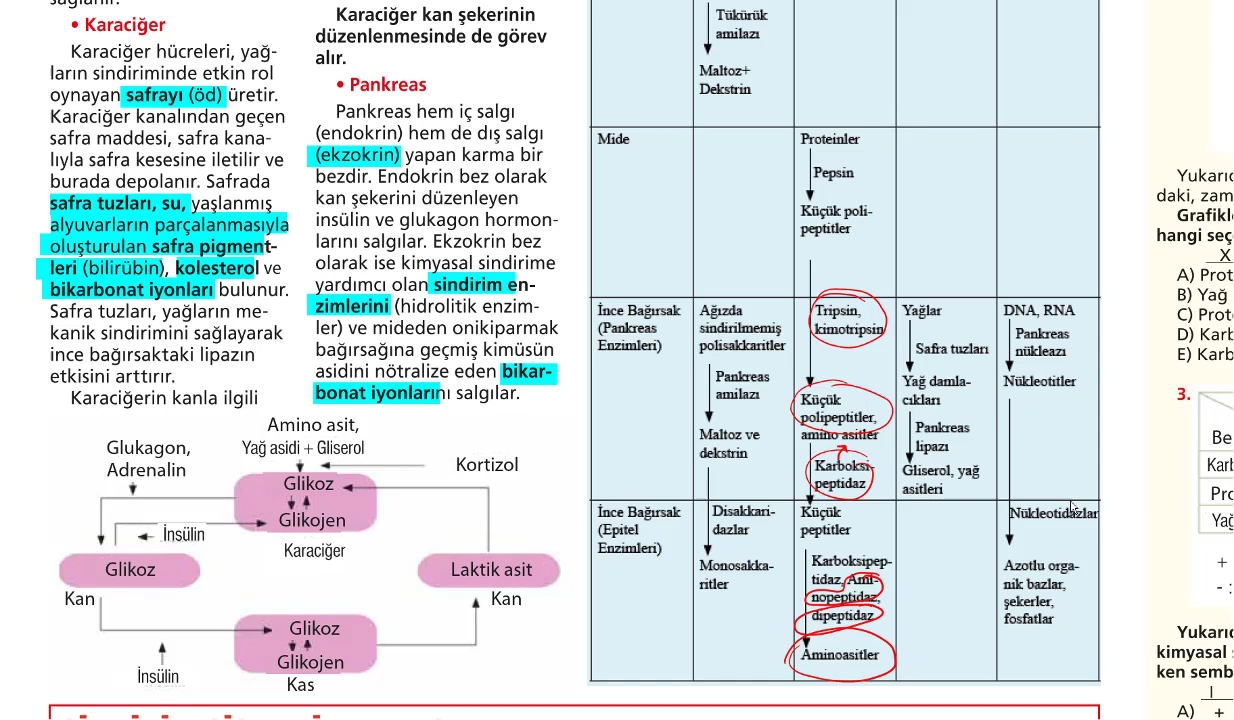 sağlanır.
• Karaciğer
Karaciğer hücreleri, yağ-
ların sindiriminde etkin rol
oynayan safrayı (öd) üretir.
Karaciğer kanalından geçen
safra maddesi, safra kana-
lıyla safra kesesine iletilir ve
burada depolanır. Safrada
safra tuzları, su, yaşlanmış
alyuvarların parçalanmasıyla
oluşturulan safra pigment-
leri (bilirübin), kolesterol ve
bikarbonat iyonları bulunur.
Safra tuzları, yağların me-
kanik sindirimini sağlayarak
ince bağırsaktaki lipazın
etkisini arttırır.
Karaciğerin kanla ilgili
Karaciğer kan şekerinin
düzenlenmesinde de görev
alır.
• Pankreas
Pankreas hem iç salgı
(endokrin) hem de dış salgı
(ekzokrin) yapan karma bir
bezdir. Endokrin bez olarak
kan şekerini düzenleyen
insülin ve glukagon hormon-
larını salgılar. Ekzokrin bez
olarak ise kimyasal sindirime
yardımcı olan sindirim en-
zimlerini (hidrolitik enzim-
ler) ve mideden onikiparmak
bağırsağına geçmiş kimüsün
asidini nötralize eden bikar-
bonat iyonlarını salgılar.
Amino asit,
Yağ asidi + Gliserol
Glukagon,
Adrenalin
Kortizol
Glikoz
Glikojen
Karaciğer
İnsülin
Glikoz
Kan
Laktik asit
Kan
Glikoz
Glikojen
Kas
İnsülin
Tükürük
amilazı
Maltoz+
Dekstrin
Mide
Proteinler
Pepsin
Küçük poli-
peptitler
İnce Bağırsak
(Pankreas
Enzimleri)
Ağızda
sindirilmemiş
polisakkaritler
Pankreas
amilazı
Maltoz ve
dekstrin
Tripsin,
kimotripsin
Küçük
polipeptitler,
amino asitler
Karboksi-
peptidaz
Yağlar
Safra tuzları
Yağ damla-
cıkları
Pankreas
lipazı
Gliserol, yağ
asitleri
DNA, RNA
Pankreas
nükleazı
Nükleotitler
İnce Bağırsak
(Epitel
Enzimleri)
Disakkari-
dazlar
Monosakka-
ritler
Küçük
peptitler
Karboksipep-
tidaz, Ami-
nopeptidaz,
dipeptidaz
Aminoasitler
Nükleotidazlar
Azotlu orga-
nik bazlar,
şekerler,
fosfatlar
Yukarıd
daki, zam
Grafikle
hangi seçe
X
A) Prot
B) Yağ
C) Prote
D) Karb
E) Karb
3.
Be
Karb
Pro
Yağ
+
- :
Yukarıd
kimyasal s
ken semb
I
A) +